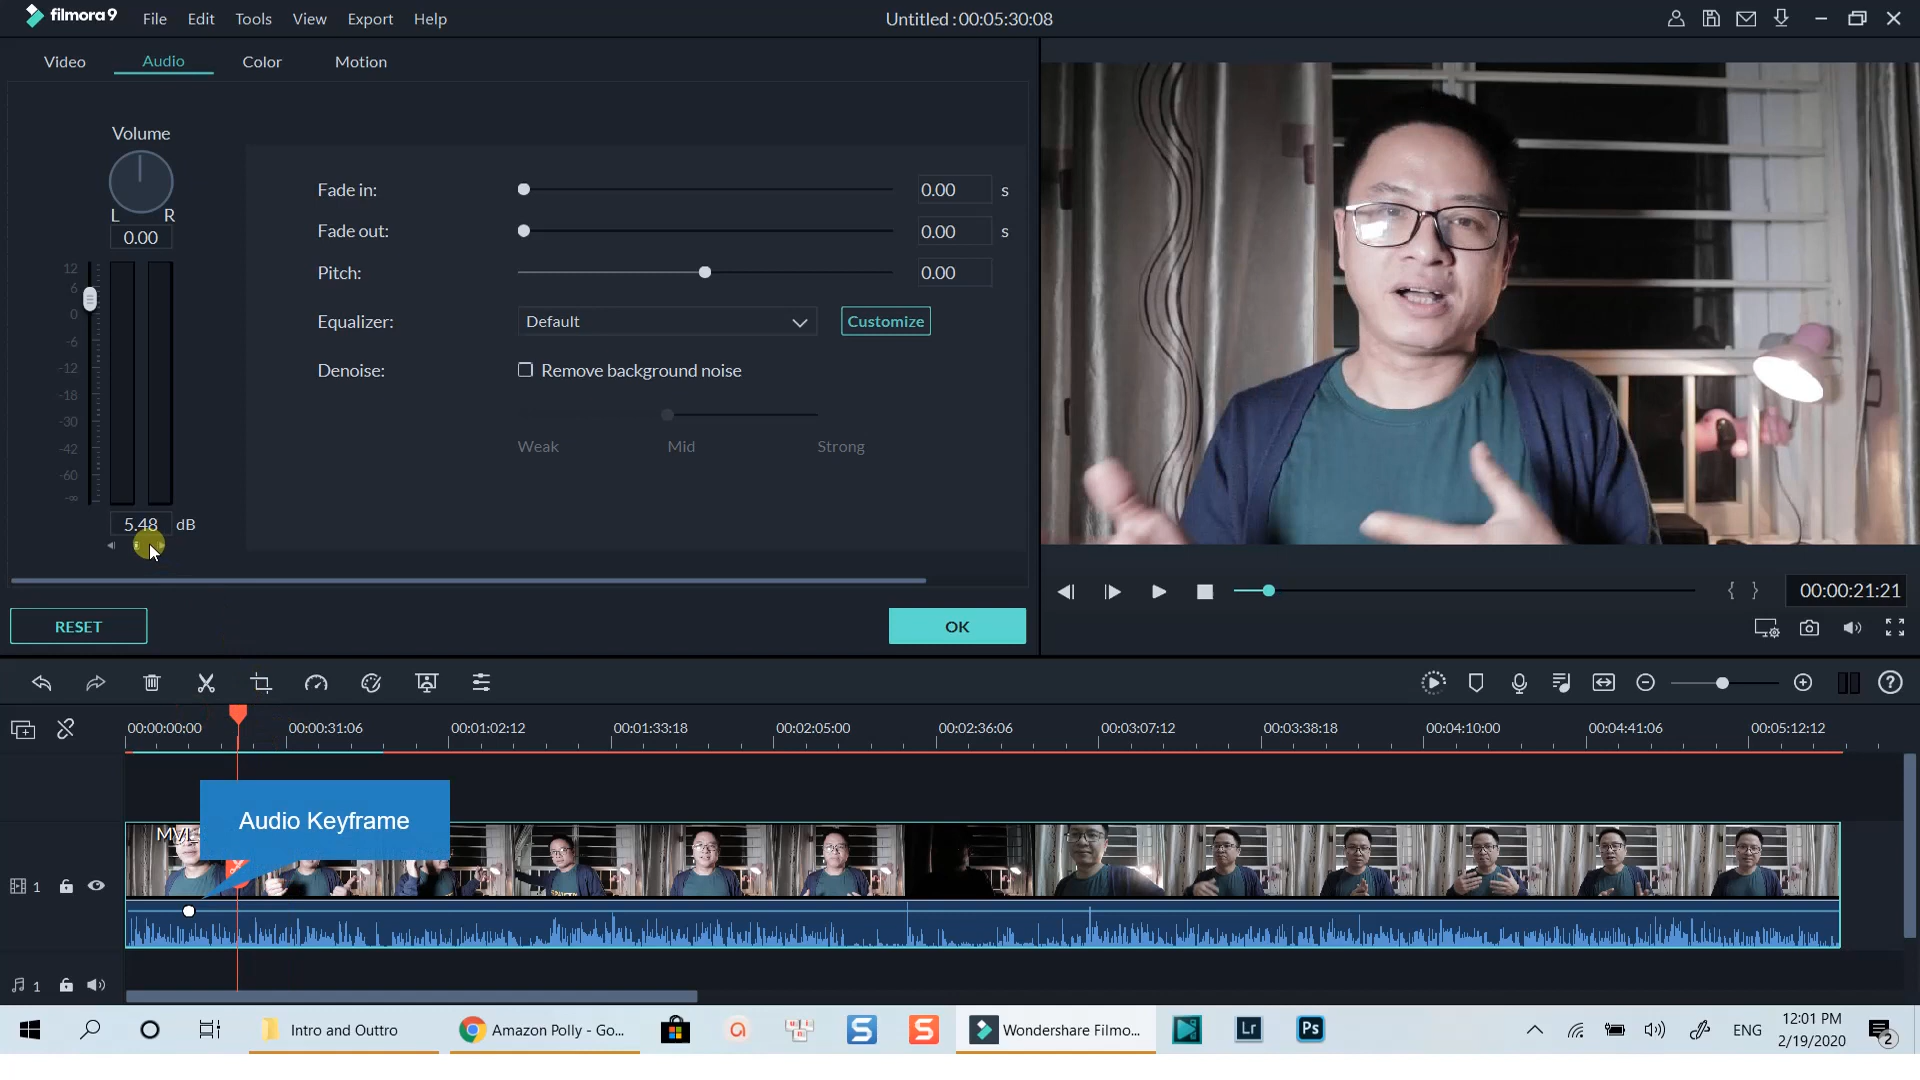 filmora9 File Edit Tools View Export Help Untitled : 00:05:30:08
Video Audio Color Motion
Volume
L R
0.00
12
6
0
-6
-12
-18
-30
-42
-60
-∞
5.48 dB
Fade in: 0.00 s
Fade out: 0.00 s
Pitch: 0.00
Equalizer: Default Customize
Denoise: Remove background noise
Weak Mid Strong
RESET OK
{ } 00:00:21:21
00:00:00:00 00:00:31:06 00:01:02:12 00:01:33:18 00:02:05:00 00:02:36:06 00:03:07:12 00:03:38:18 00:04:10:00 00:04:41:06 00:05:12:12
Audio Keyframe
1
1
Intro and Outtro Amazon Polly - Go... Wondershare Filmo... Lr Ps ENG
12:01 PM
2/19/2020
2